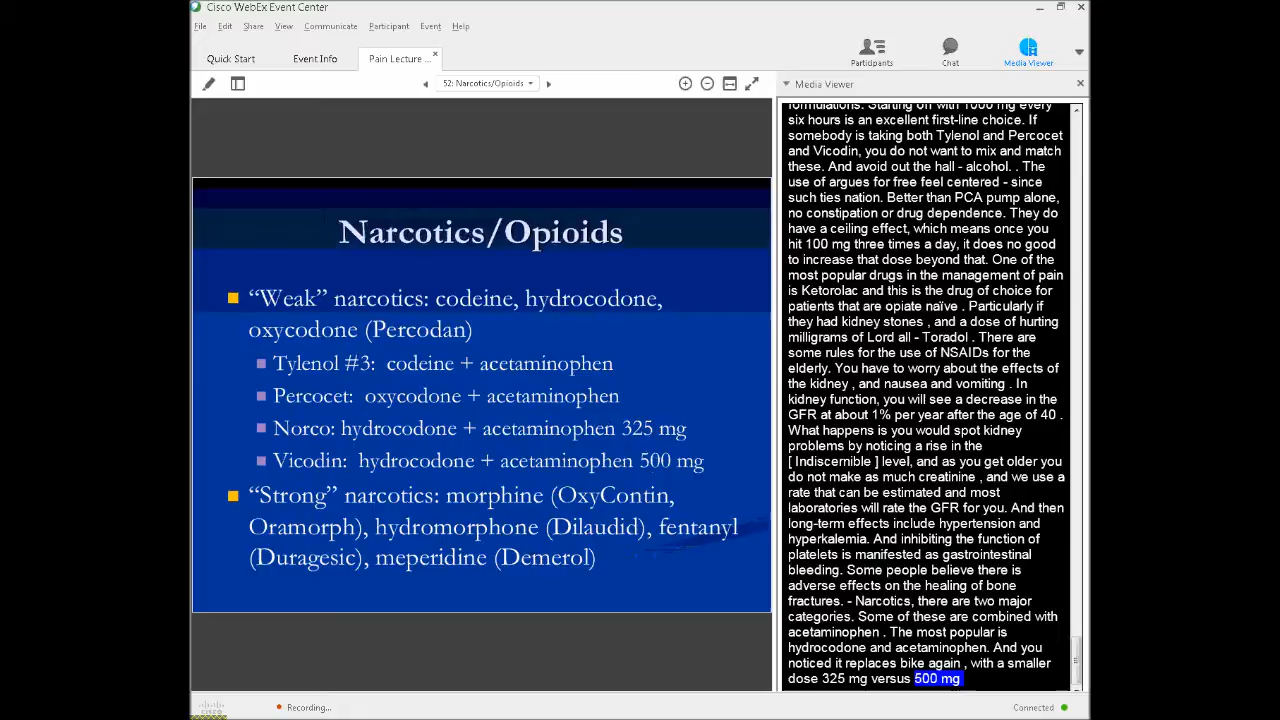 Cisco WebEx Event Center
File Edit Share View Communicate Participant Event Help
Quick Start Event Info Pain Lecture ...
Participants Chat Media Viewer
52: Narcotics/Opioids
Media Viewer
Narcotics/Opioids
"Weak" narcotics: codeine, hydrocodone,
oxycodone (Percodan)
Tylenol #3: codeine + acetaminophen
Percocet: oxycodone + acetaminophen
Norco: hydrocodone + acetaminophen 325 mg
Vicodin: hydrocodone + acetaminophen 500 mg
"Strong" narcotics: morphine (OxyContin,
Oramorph), hydromorphone (Dilaudid), fentanyl
(Duragesic), meperidine (Demerol)
formulations. Starting off with 1000 mg every
six hours is an excellent first-line choice. If
somebody is taking both Tylenol and Percocet
and Vicodin, you do not want to mix and match
these. And avoid out the hall - alcohol. . The
use of argues for free feel centered - since
such ties nation. Better than PCA pump alone,
no constipation or drug dependence. They do
have a ceiling effect, which means once you
hit 100 mg three times a day, it does no good
to increase that dose beyond that. One of the
most popular drugs in the management of pain
is Ketorolac and this is the drug of choice for
patients that are opiate naïve . Particularly if
they had kidney stones , and a dose of hurting
milligrams of Lord all - Toradol . There are
some rules for the use of NSAIDs for the
elderly. You have to worry about the effects of
the kidney , and nausea and vomiting . In
kidney function, you will see a decrease in the
GFR at about 1% per year after the age of 40 .
What happens is you would spot kidney
problems by noticing a rise in the
[ Indiscernible ] level, and as you get older you
do not make as much creatinine , and we use a
rate that can be estimated and most
laboratories will rate the GFR for you. And then
long-term effects include hypertension and
hyperkalemia. And inhibiting the function of
platelets is manifested as gastrointestinal
bleeding. Some people believe there is
adverse effects on the healing of bone
fractures. - Narcotics, there are two major
categories. Some of these are combined with
acetaminophen . The most popular is
hydrocodone and acetaminophen. And you
noticed it replaces bike again , with a smaller
dose 325 mg versus 500 mg
cisco Recording... Connected